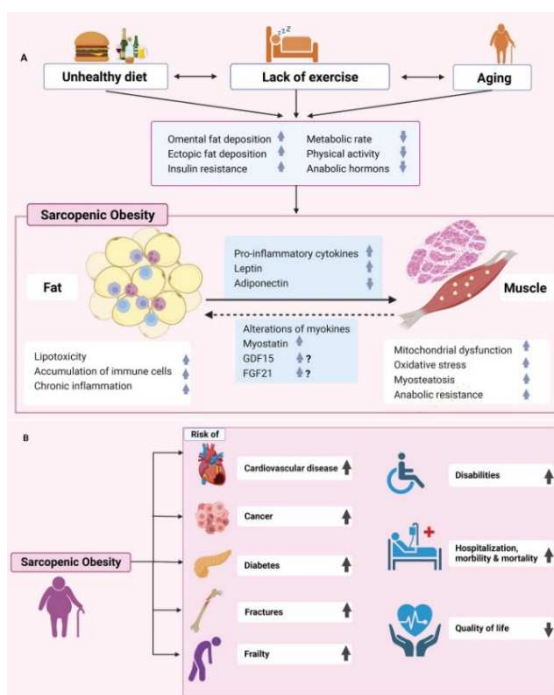 A
Unhealthy diet
Lack of exercise
Aging
Omental fat deposition
Ectopic fat deposition
Insulin resistance
Metabolic rate
Physical activity
Anabolic hormons
Sarcopenic Obesity
Fat
Pro-inflammatory cytokines
Leptin
Adiponectin
Muscle
Alterations of myokines
Myostatin
GDF15 ?
FGF21 ?
Lipotoxicity
Accumulation of immune cells
Chronic inflammation
Mitochondrial dysfunction
Oxidative stress
Myosteatosis
Anabolic resistance
B
Sarcopenic Obesity
Risk of
Cardiovascular disease
Cancer
Diabetes
Fractures
Frailty
Disabilities
Hospitalization,
morbility & mortality
Quality of life